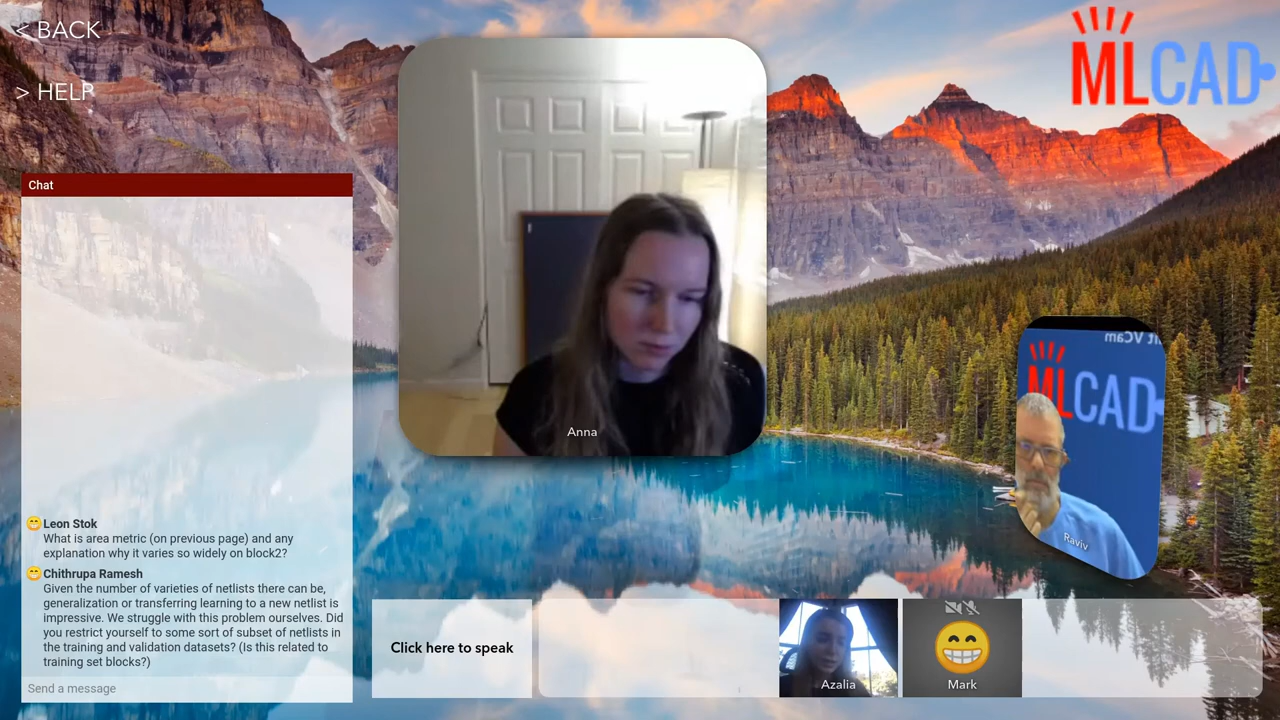 < BACK
> HELP
MLCAD
Chat
Leon Stok
What is area metric (on previous page) and any
explanation why it varies so widely on block2?
Chithrupa Ramesh
Given the number of varieties of netlists there can be,
generalization or transferring learning to a new netlist is
impressive. We struggle with this problem ourselves. Did
you restrict yourself to some sort of subset of netlists in
the training and validation datasets? (Is this related to
training set blocks?)
Send a message
Anna
VCam
MLCAD
Raviv
Click here to speak
Azalia
Mark